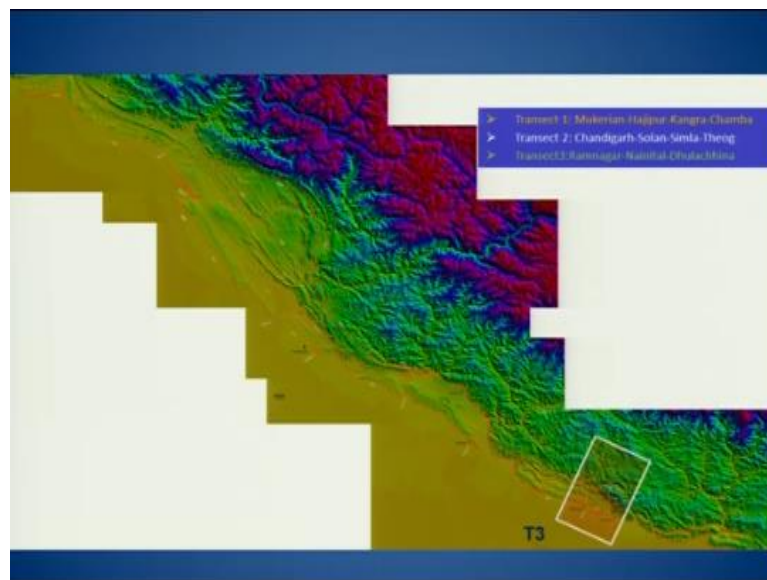 Transect 1: Mukerian-Hajipur-Kangra-Chamba
Transect 2: Chandigarh-Solan-Simla-Theog
Transect3:Ramnagar-Nainital-Dhulachhina
T3